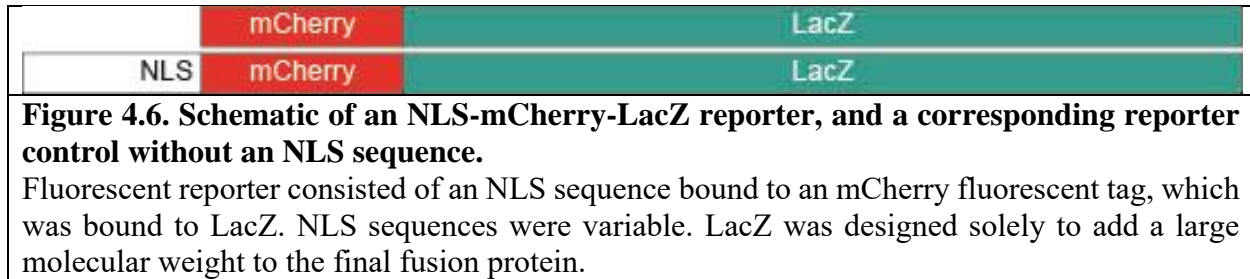 mCherry LacZ
NLS mCherry LacZ
Figure 4.6. Schematic of an NLS-mCherry-LacZ reporter, and a corresponding reporter
control without an NLS sequence.
Fluorescent reporter consisted of an NLS sequence bound to an mCherry fluorescent tag, which
was bound to LacZ. NLS sequences were variable. LacZ was designed solely to add a large
molecular weight to the final fusion protein.